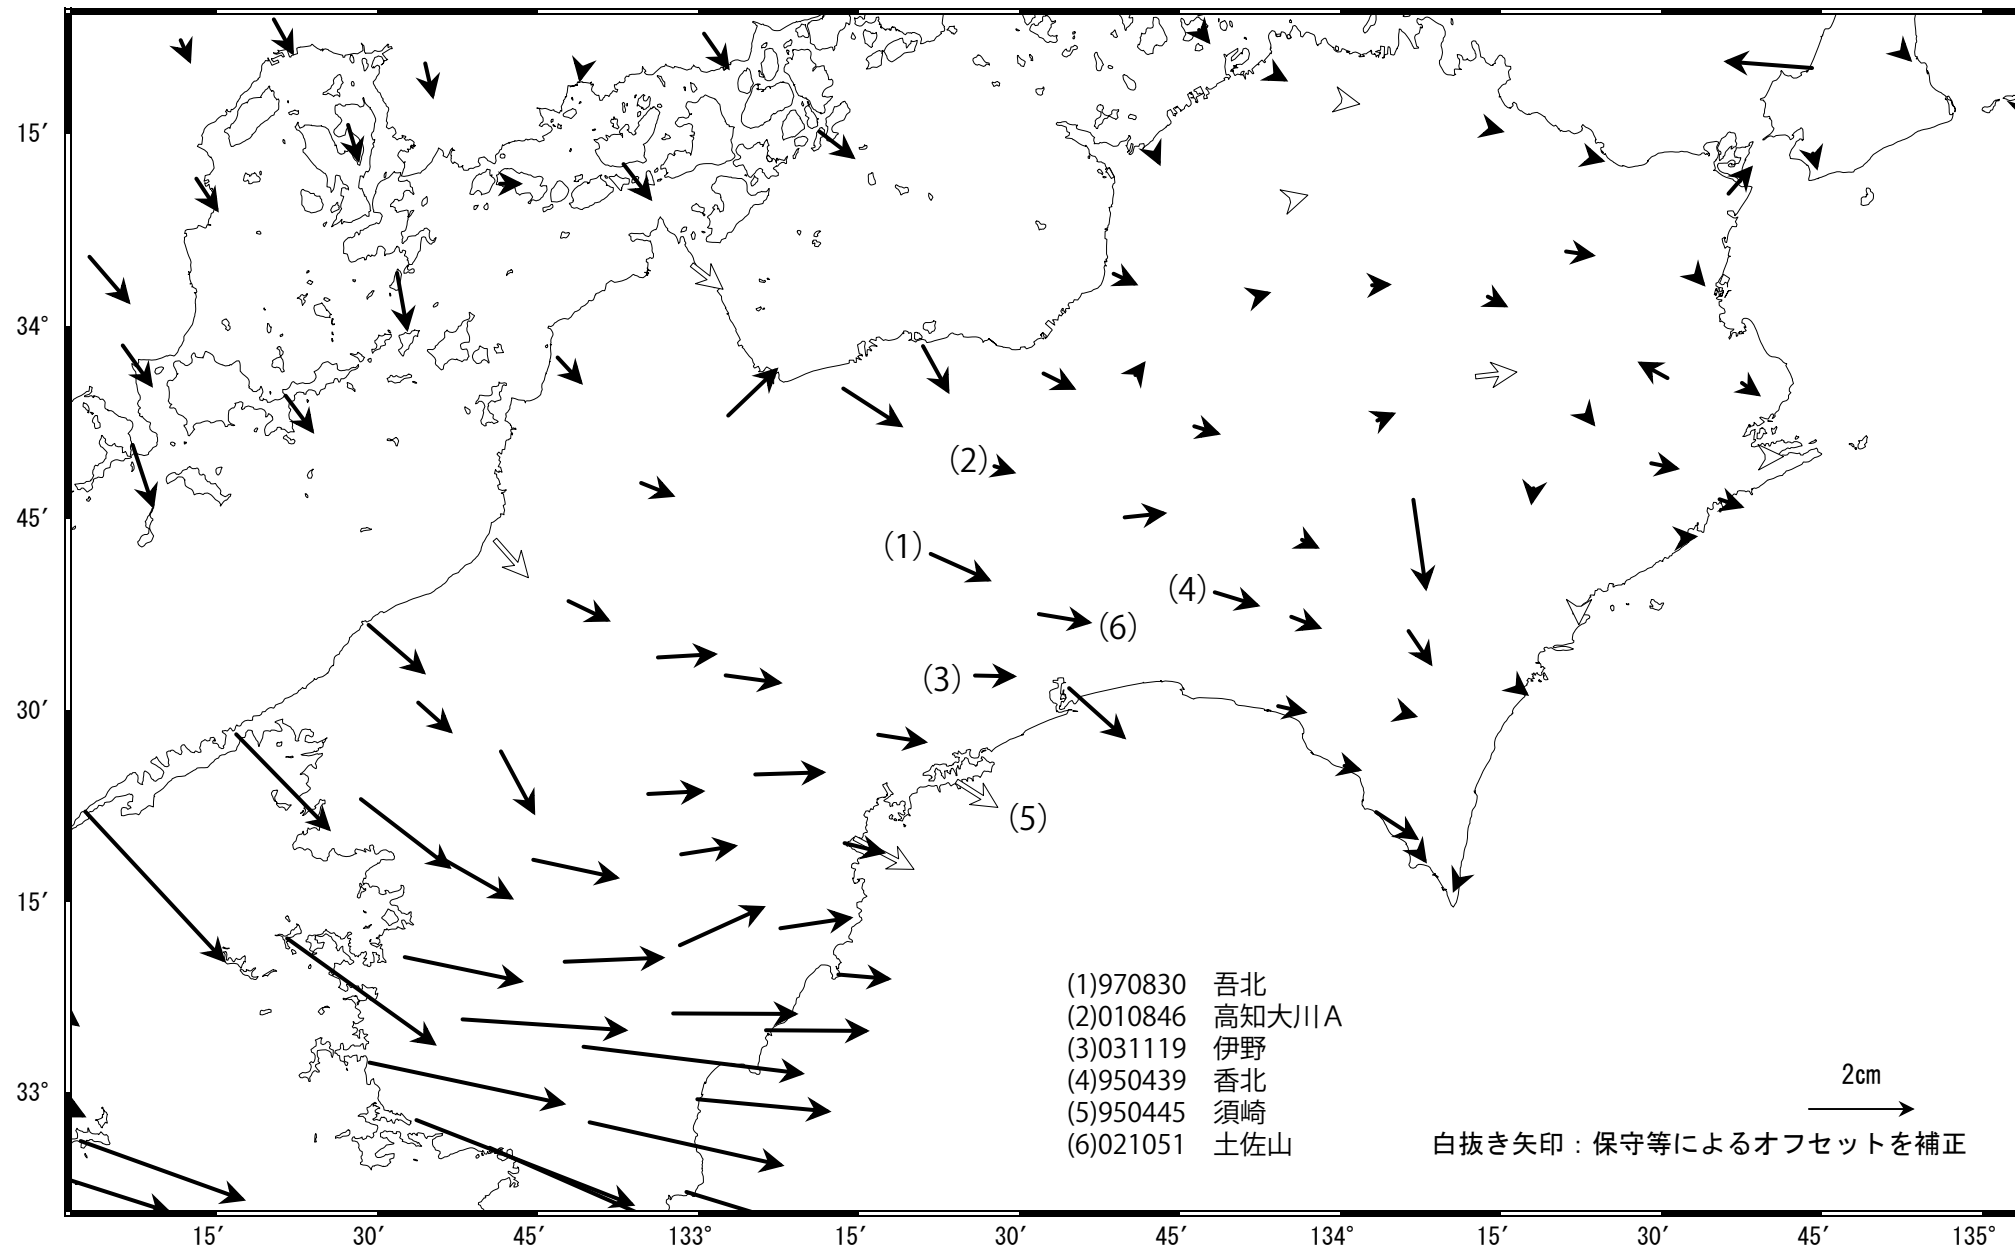 15′
34°
(2)
45′
(1)
(4)
(6)
(3)
30′
(5)
15′
(1)970830 吾北
(2)010846 高知大川A
(3)031119 伊野
(4)950439 香北
(5)950445 須崎
(6)021051 土佐山
33°
2cm
白抜き矢印：保守等によるオフセットを補正
15′ 30′ 45′ 133° 15′ 30′ 45′ 134° 15′ 30′ 45′ 135°